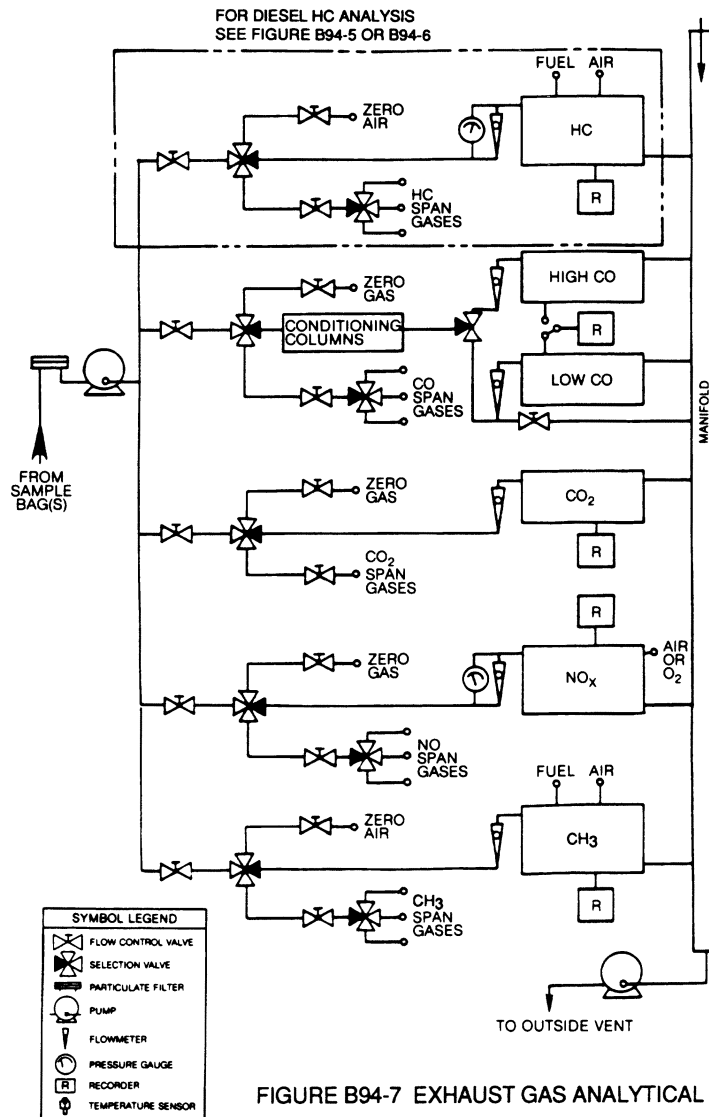 FOR DIESEL HC ANALYSIS
SEE FIGURE B94-5 OR B94-6
FUEL AIR
ZERO
AIR
HC
R
HC
SPAN
GASES
ZERO
GAS
HIGH CO
CONDITIONING
COLUMNS
R
CO
SPAN
GASES
LOW CO
MANIFOLD
FROM
SAMPLE
BAG(S)
ZERO
GAS
CO2
CO2
SPAN
GASES
R
R
ZERO
GAS
NOX
AIR
OR
O2
NO
SPAN
GASES
FUEL AIR
ZERO
AIR
CH3
CH3
SPAN
GASES
R
SYMBOL LEGEND
FLOW CONTROL VALVE
SELECTION VALVE
PARTICULATE FILTER
PUMP
FLOWMETER
PRESSURE GAUGE
R RECORDER
TEMPERATURE SENSOR
TO OUTSIDE VENT
FIGURE B94-7 EXHAUST GAS ANALYTICAL